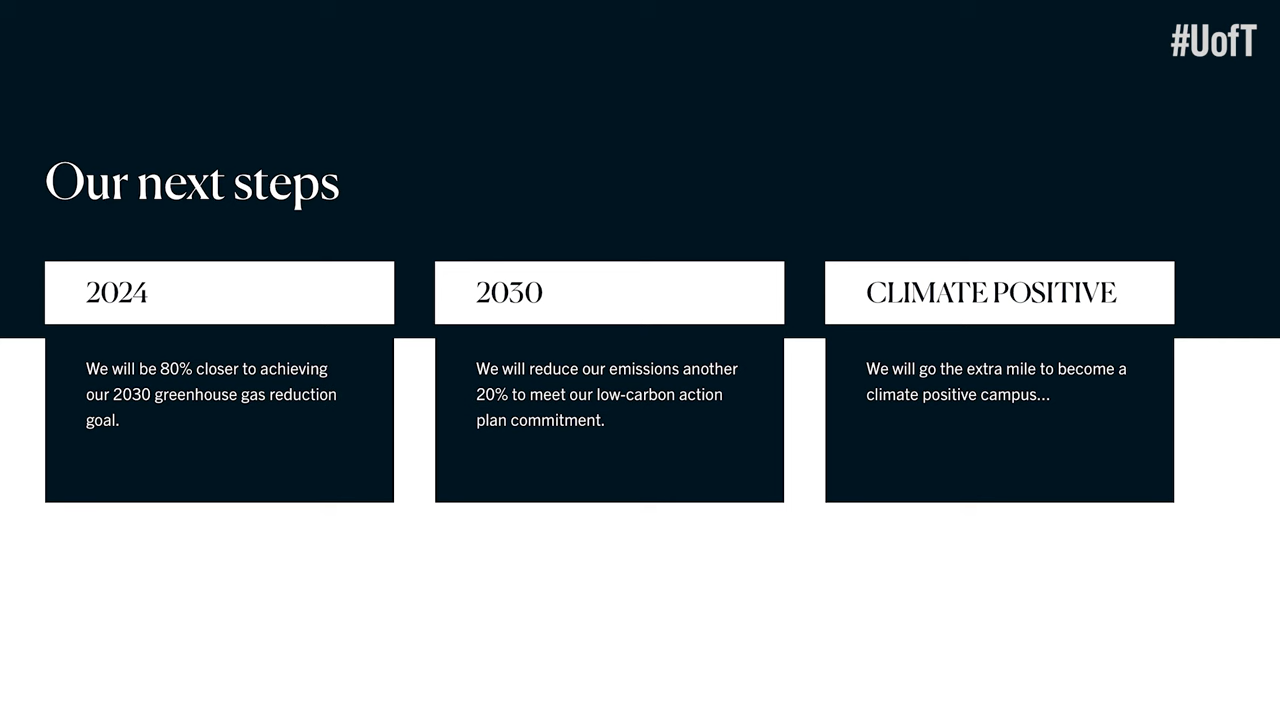 #UofT
Our next steps
2024
We will be 80% closer to achieving
our 2030 greenhouse gas reduction
goal.
2030
We will reduce our emissions another
20% to meet our low-carbon action
plan commitment.
CLIMATE POSITIVE
We will go the extra mile to become a
climate positive campus...